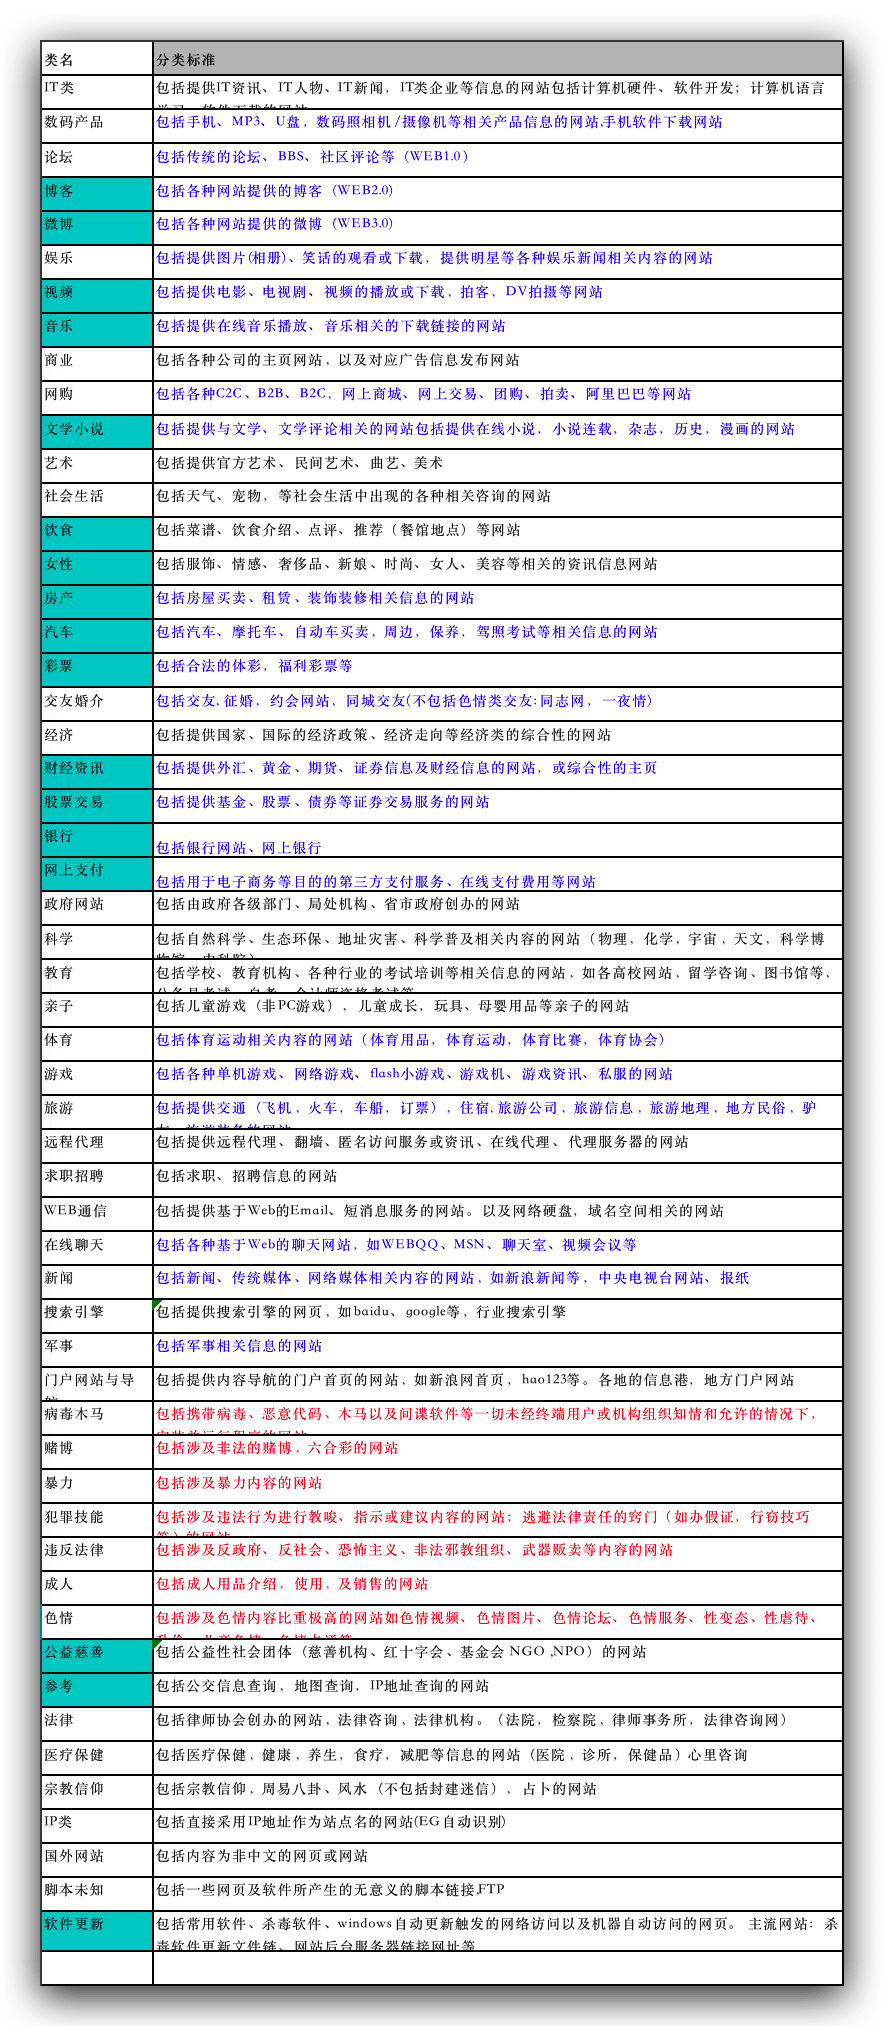 类名 分类标准
IT类 包括提供IT资讯、IT人物、IT新闻，IT类企业等信息的网站包括计算机硬件、软件开发；计算机语言
数码产品 包括手机、MP3、U盘，数码照相机/摄像机等相关产品信息的网站,手机软件下载网站
论坛 包括传统的论坛、BBS、社区评论等（WEB1.0）
博客 包括各种网站提供的博客（WEB2.0）
微博 包括各种网站提供的微博（WEB3.0）
娱乐 包括提供图片(相册)、笑话的观看或下载，提供明星等各种娱乐新闻相关内容的网站
视频 包括提供电影、电视剧、视频的播放或下载，拍客，DV拍摄等网站
音乐 包括提供在线音乐播放、音乐相关的下载链接的网站
商业 包括各种公司的主页网站，以及对应广告信息发布网站
网购 包括各种C2C、B2B、B2C，网上商城、网上交易、团购、拍卖、阿里巴巴等网站
文学小说 包括提供与文学、文学评论相关的网站包括提供在线小说，小说连载，杂志，历史，漫画的网站
艺术 包括提供官方艺术、民间艺术、曲艺、美术
社会生活 包括天气、宠物，等社会生活中出现的各种相关咨询的网站
饮食 包括菜谱、饮食介绍、点评、推荐（餐馆地点）等网站
女性 包括服饰、情感、奢侈品、新娘、时尚、女人、美容等相关的资讯信息网站
房产 包括房屋买卖、租赁、装饰装修相关信息的网站
汽车 包括汽车、摩托车、自动车买卖，周边，保养，驾照考试等相关信息的网站
彩票 包括合法的体彩，福利彩票等
交友婚介 包括交友,征婚，约会网站，同城交友(不包括色情类交友:同志网，一夜情)
经济 包括提供国家、国际的经济政策、经济走向等经济类的综合性的网站
财经资讯 包括提供外汇、黄金、期货、证券信息及财经信息的网站，或综合性的主页
股票交易 包括提供基金、股票、债券等证券交易服务的网站
银行 包括银行网站、网上银行
网上支付 包括用于电子商务等目的的第三方支付服务、在线支付费用等网站
政府网站 包括由政府各级部门、局处机构、省市政府创办的网站
科学 包括自然科学、生态环保、地址灾害、科学普及相关内容的网站（物理，化学，宇宙，天文，科学博
教育 包括学校、教育机构、各种行业的考试培训等相关信息的网站，如各高校网站，留学咨询、图书馆等，
亲子 包括儿童游戏（非PC游戏），儿童成长，玩具、母婴用品等亲子的网站
体育 包括体育运动相关内容的网站（体育用品，体育运动，体育比赛，体育协会）
游戏 包括各种单机游戏、网络游戏、flash小游戏、游戏机、游戏资讯、私服的网站
旅游 包括提供交通（飞机，火车，车船，订票），住宿,旅游公司，旅游信息，旅游地理，地方民俗，驴
远程代理 包括提供远程代理、翻墙、匿名访问服务或资讯、在线代理、代理服务器的网站
求职招聘 包括求职、招聘信息的网站
WEB通信 包括提供基于Web的Email、短消息服务的网站。以及网络硬盘，域名空间相关的网站
在线聊天 包括各种基于Web的聊天网站，如WEBQQ、MSN、聊天室、视频会议等
新闻 包括新闻、传统媒体、网络媒体相关内容的网站，如新浪新闻等，中央电视台网站、报纸
搜索引擎 包括提供搜索引擎的网页，如baidu、google等，行业搜索引擎
军事 包括军事相关信息的网站
门户网站与导 包括提供内容导航的门户首页的网站，如新浪网首页，hao123等。各地的信息港，地方门户网站
病毒木马 包括携带病毒、恶意代码、木马以及间谍软件等一切未经终端用户或机构组织知情和允许的情况下，
赌博 包括涉及非法的赌博，六合彩的网站
暴力 包括涉及暴力内容的网站
犯罪技能 包括涉及违法行为进行教唆、指示或建议内容的网站；逃避法律责任的窍门（如办假证，行窃技巧
违反法律 包括涉及反政府、反社会、恐怖主义、非法邪教组织、武器贩卖等内容的网站
成人 包括成人用品介绍，使用，及销售的网站
色情 包括涉及色情内容比重极高的网站如色情视频、色情图片、色情论坛、色情服务、性变态、性虐待、
公益慈善 包括公益性社会团体（慈善机构、红十字会、基金会 NGO ,NPO）的网站
参考 包括公交信息查询，地图查询，IP地址查询的网站
法律 包括律师协会创办的网站，法律咨询，法律机构。（法院，检察院，律师事务所，法律咨询网）
医疗保健 包括医疗保健，健康，养生，食疗，减肥等信息的网站（医院，诊所，保健品）心里咨询
宗教信仰 包括宗教信仰，周易八卦、风水（不包括封建迷信），占卜的网站
IP类 包括直接采用IP地址作为站点名的网站(EG自动识别)
国外网站 包括内容为非中文的网页或网站
脚本未知 包括一些网页及软件所产生的无意义的脚本链接,FTP
软件更新 包括常用软件、杀毒软件、windows自动更新触发的网络访问以及机器自动访问的网页。 主流网站：杀
毒软件更新文件链、网站后台服务器链接网址等